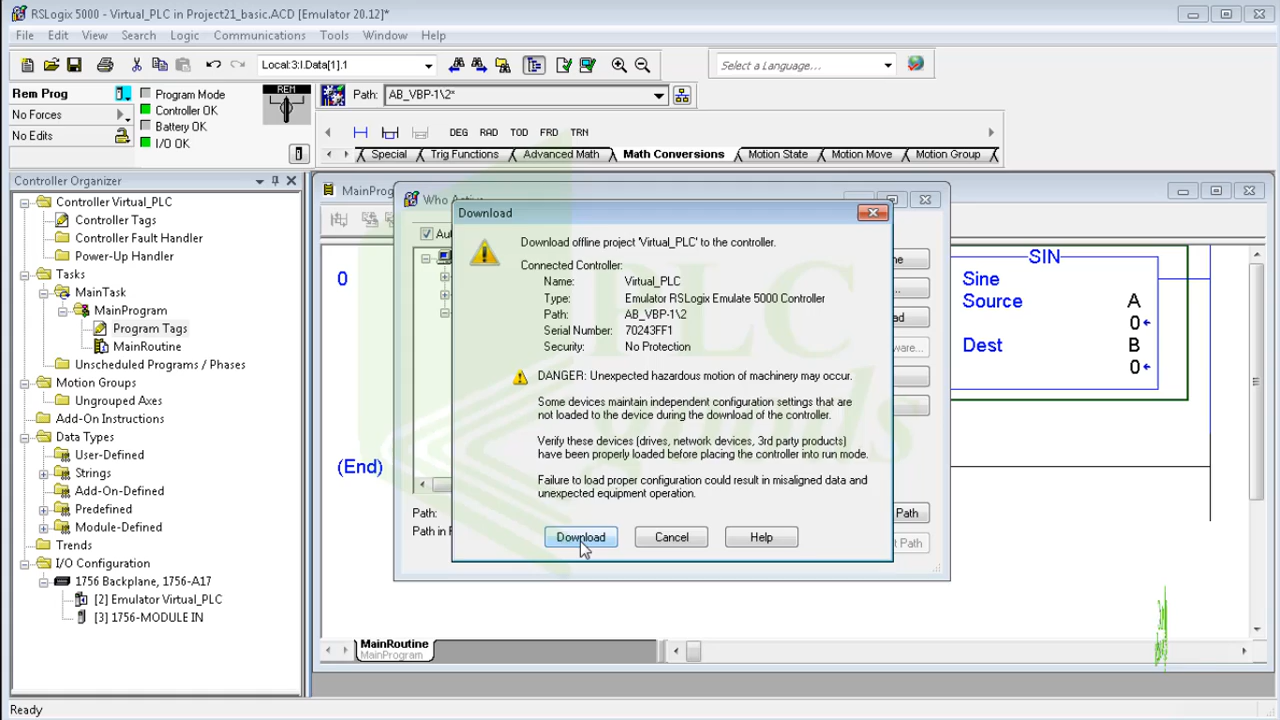 RSLogix 5000 - Virtual_PLC in Project21_basic.ACD [Emulator 20.12]*
File Edit View Search Logic Communications Tools Window Help
Local:3:I.Data[1].1
Select a Language...
Rem Prog
No Forces
No Edits
Program Mode
Controller OK
Battery OK
I/O OK
REM
Path: AB_VBP-1\2*
DEG RAD TOD FRD TRN
Special Trig Functions Advanced Math Math Conversions Motion State Motion Move Motion Group
Controller Organizer
Controller Virtual_PLC
Controller Tags
Controller Fault Handler
Power-Up Handler
Tasks
MainTask
MainProgram
Program Tags
MainRoutine
Unscheduled Programs / Phases
Motion Groups
Ungrouped Axes
Add-On Instructions
Data Types
User-Defined
Strings
Add-On-Defined
Predefined
Module-Defined
Trends
I/O Configuration
1756 Backplane, 1756-A17
[2] Emulator Virtual_PLC
[3] 1756-MODULE IN
0
(End)
Who Active
Path:
Path
Download
Download offline project 'Virtual_PLC' to the controller.
Connected Controller:
Name: Virtual_PLC
Type: Emulator RSLogix Emulate 5000 Controller
Path: AB_VBP-1\2
Serial Number: 70243FF1
Security: No Protection
DANGER: Unexpected hazardous motion of machinery may occur.
Some devices maintain independent configuration settings that are
not loaded to the device during the download of the controller.
Verify these devices (drives, network devices, 3rd party products)
have been properly loaded before placing the controller into run mode.
Failure to load proper configuration could result in misaligned data and
unexpected equipment operation.
Download Cancel Help
SIN
Sine
Source A
0
Dest B
0
MainRoutine
MainProgram
Ready
PLC
goods